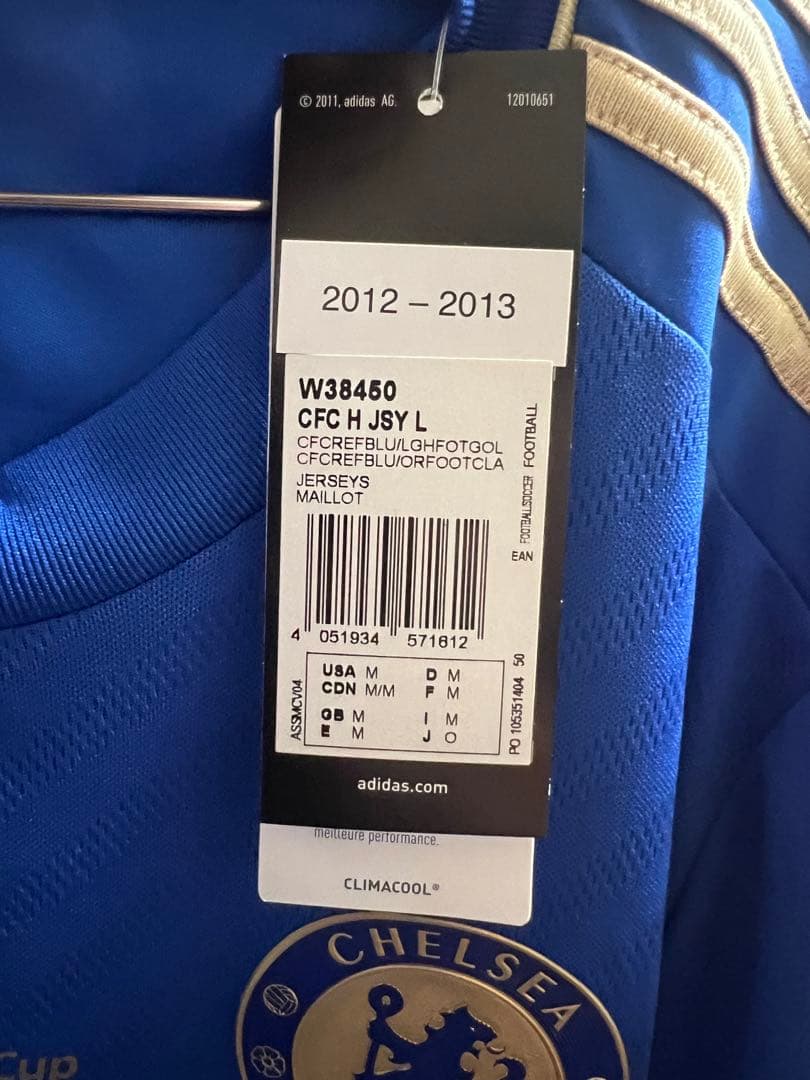 © 2011, adidas AG.
12010651
2012 – 2013
W38460
CFC H JSY L
CFCREFBLU/LGHFOTGOL
CFCREFBLU/ORFOOTCLA
JERSEYS
MAILLOT
FOOTBALL/SOCCER FOOTBALL
EAN
4 051934 571612
ASSMCV04
USA M D M
CDN M/M F M
GB M I M
E M J O
PO 105351404 50
adidas.com
meilleure performance.
CLIMACOOL®
CHELSEA
Cup